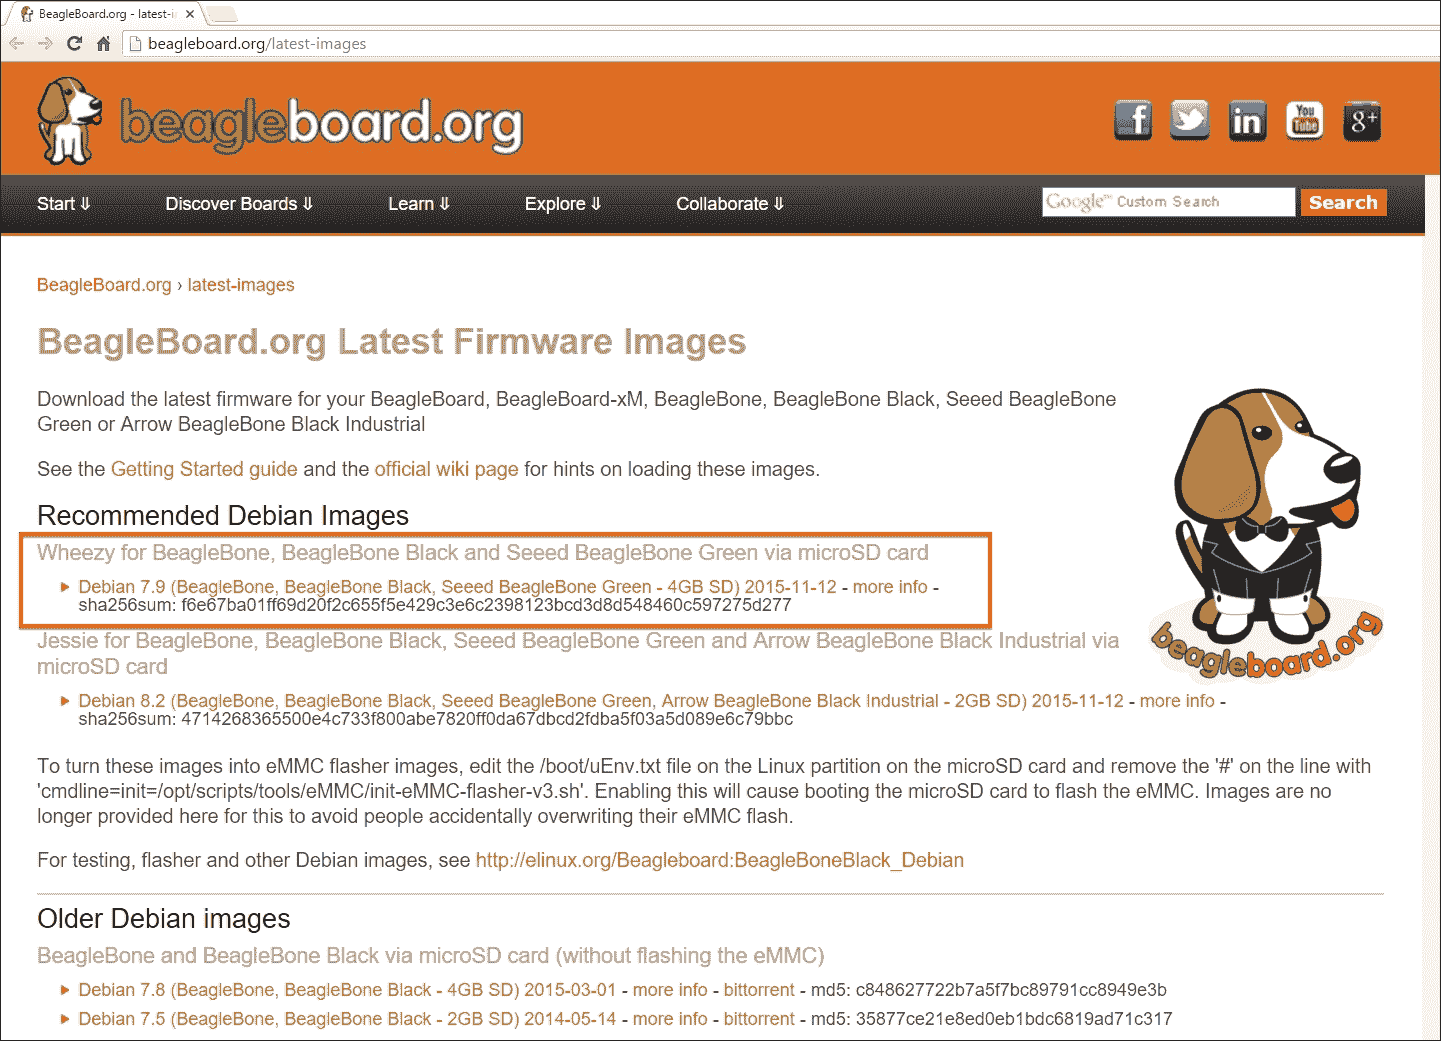 BeagleBoard.org - latest-i
beagleboard.org/latest-images
beagleboard.org
f
in
You
Tube
g+
Start ⇓
Discover Boards ⇓
Learn ⇓
Explore ⇓
Collaborate ⇓
Google™ Custom Search
Search
BeagleBoard.org › latest-images
BeagleBoard.org Latest Firmware Images
Download the latest firmware for your BeagleBoard, BeagleBoard-xM, BeagleBone, BeagleBone Black, Seeed BeagleBone
Green or Arrow BeagleBone Black Industrial
See the Getting Started guide and the official wiki page for hints on loading these images.
Recommended Debian Images
Wheezy for BeagleBone, BeagleBone Black and Seeed BeagleBone Green via microSD card
Debian 7.9 (BeagleBone, BeagleBone Black, Seeed BeagleBone Green - 4GB SD) 2015-11-12 - more info -
sha256sum: f6e67ba01ff69d20f2c655f5e429c3e6c2398123bcd3d8d548460c597275d277
Jessie for BeagleBone, BeagleBone Black, Seeed BeagleBone Green and Arrow BeagleBone Black Industrial via
microSD card
Debian 8.2 (BeagleBone, BeagleBone Black, Seeed BeagleBone Green, Arrow BeagleBone Black Industrial - 2GB SD) 2015-11-12 - more info -
sha256sum: 4714268365500e4c733f800abe7820ff0da67dbcd2fdba5f03a5d089e6c79bbc
beagleboard.org
To turn these images into eMMC flasher images, edit the /boot/uEnv.txt file on the Linux partition on the microSD card and remove the '#' on the line with
'cmdline=init=/opt/scripts/tools/eMMC/init-eMMC-flasher-v3.sh'. Enabling this will cause booting the microSD card to flash the eMMC. Images are no
longer provided here for this to avoid people accidentally overwriting their eMMC flash.
For testing, flasher and other Debian images, see http://elinux.org/Beagleboard:BeagleBoneBlack_Debian
Older Debian images
BeagleBone and BeagleBone Black via microSD card (without flashing the eMMC)
Debian 7.8 (BeagleBone, BeagleBone Black - 4GB SD) 2015-03-01 - more info - bittorrent - md5: c848627722b7a5f7bc89791cc8949e3b
Debian 7.5 (BeagleBone, BeagleBone Black - 2GB SD) 2014-05-14 - more info - bittorrent - md5: 35877ce21e8ed0eb1bdc6819ad71c317